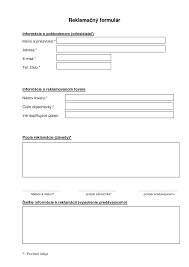 Reklamačný formulár
Informácie o poškodenom (odosielateľ)
Meno a priezvisko:*
Adresa:*
E-mail:*
Tel. číslo:*
Informácie o reklamovanom tovare
Názov tovaru:*
Číslo objednávky:*
Iné doplňujúce údaje:
Popis reklamácie (závady)*
Miesto a dátum*
podpis zákazníka*
podpis predávajúceho
Ďalšie informácie k reklamácii (vyjadrenie predávajúceho)
*- Povinné údaje